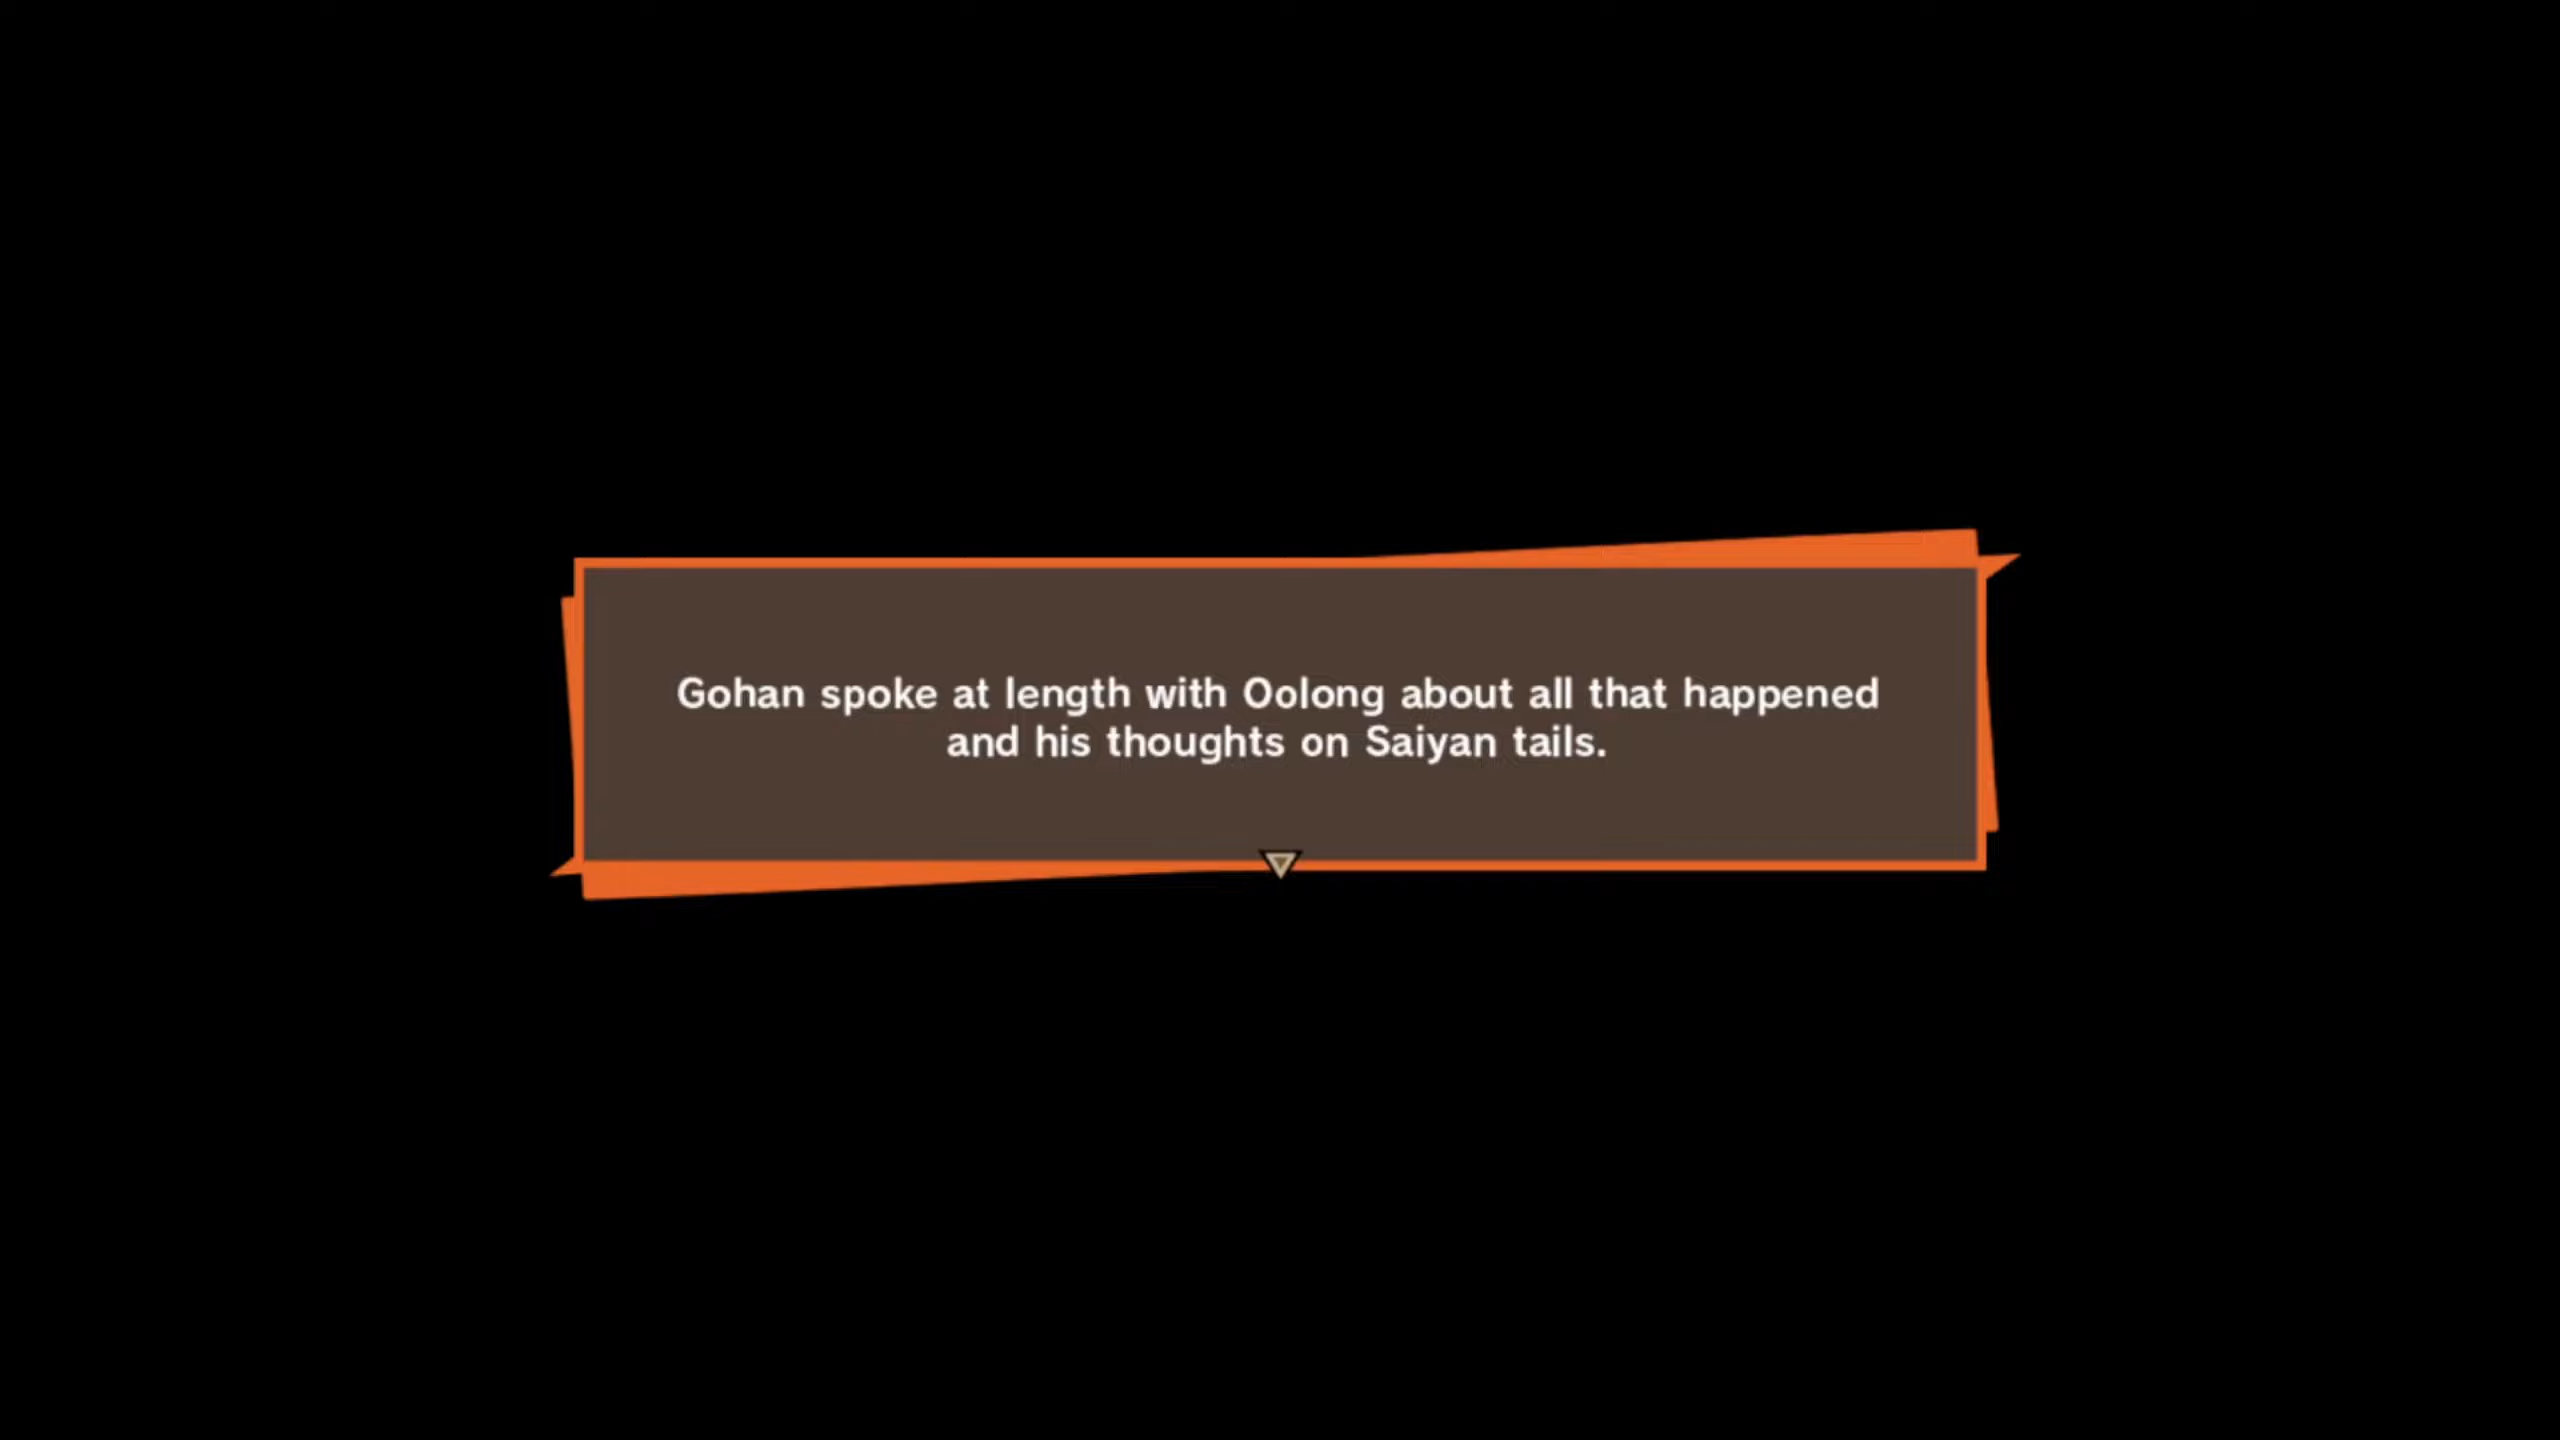 Gohan spoke at length with Oolong about all that happened
and his thoughts on Saiyan tails.